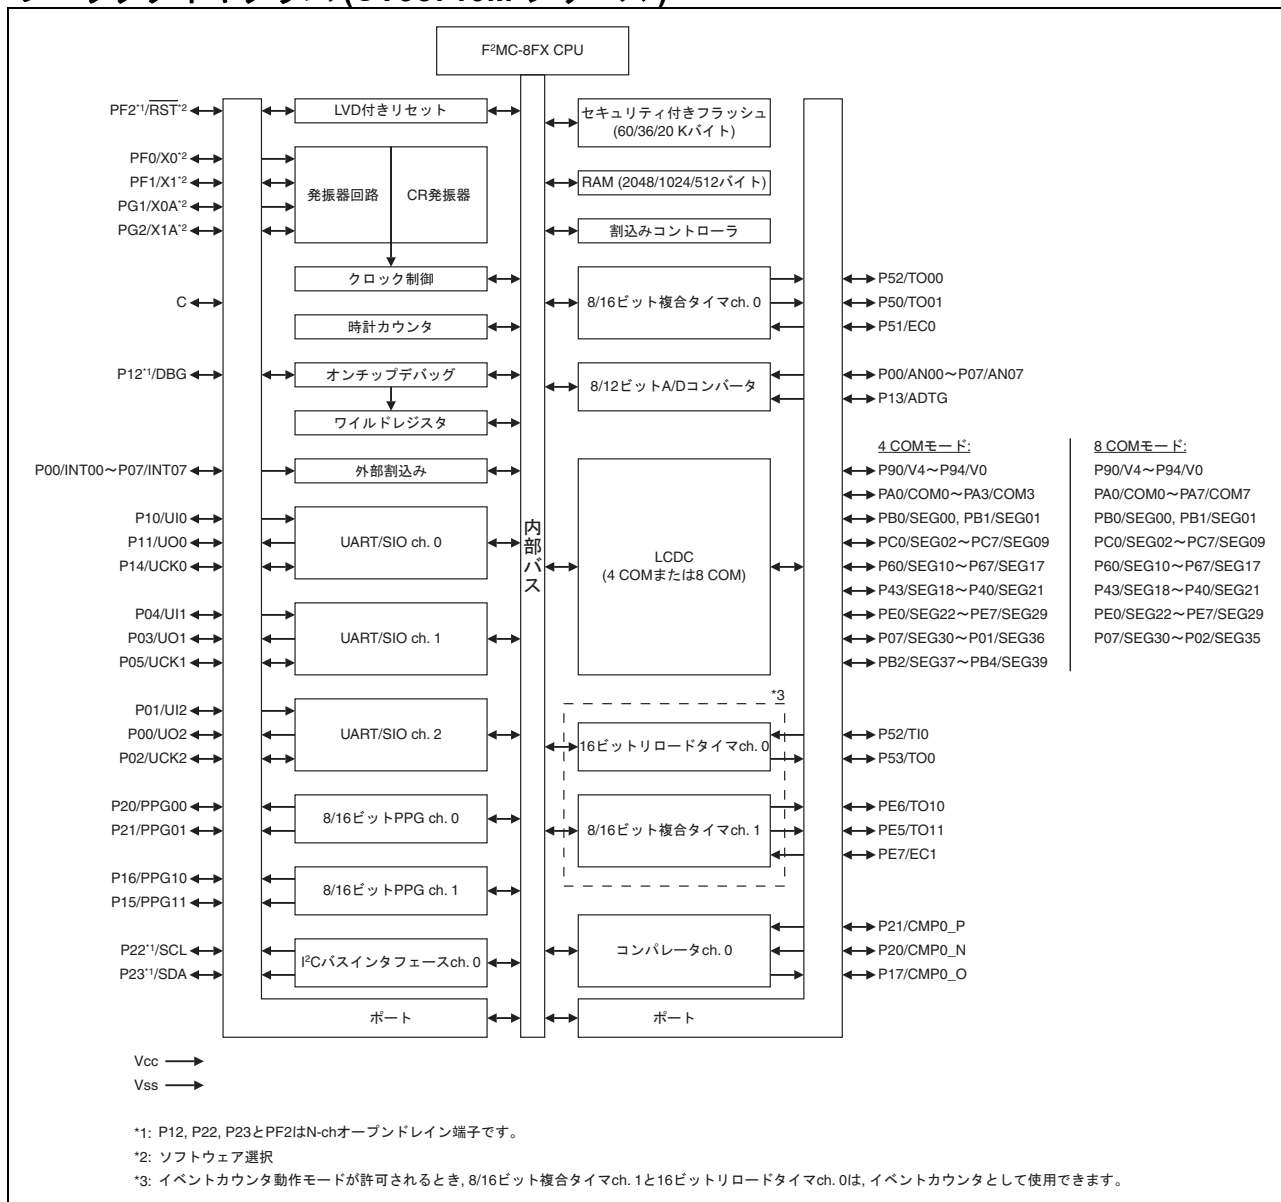 F²MC-8FX CPU
PF2*1/RST*2
LVD付きリセット
セキュリティ付きフラッシュ
(60/36/20 Kバイト)
PF0/X0*2
PF1/X1*2
PG1/X0A*2
PG2/X1A*2
発振器回路
CR発振器
RAM (2048/1024/512バイト)
割込みコントローラ
クロック制御
C
時計カウンタ
8/16ビット複合タイマch. 0
P52/TO00
P50/TO01
P51/EC0
P12*1/DBG
オンチップデバッグ
ワイルドレジスタ
8/12ビットA/Dコンバータ
P00/AN00〜P07/AN07
P13/ADTG
P00/INT00〜P07/INT07
外部割込み
P10/UI0
P11/UO0
P14/UCK0
UART/SIO ch. 0
P04/UI1
P03/UO1
P05/UCK1
UART/SIO ch. 1
P01/UI2
P00/UO2
P02/UCK2
UART/SIO ch. 2
内部バス
LCDC
(4 COMまたは8 COM)
4 COMモード:
P90/V4〜P94/V0
PA0/COM0〜PA3/COM3
PB0/SEG00, PB1/SEG01
PC0/SEG02〜PC7/SEG09
P60/SEG10〜P67/SEG17
P43/SEG18〜P40/SEG21
PE0/SEG22〜PE7/SEG29
P07/SEG30〜P01/SEG36
PB2/SEG37〜PB4/SEG39
8 COMモード:
P90/V4〜P94/V0
PA0/COM0〜PA7/COM7
PB0/SEG00, PB1/SEG01
PC0/SEG02〜PC7/SEG09
P60/SEG10〜P67/SEG17
P43/SEG18〜P40/SEG21
PE0/SEG22〜PE7/SEG29
P07/SEG30〜P02/SEG35
*3
16ビットリロードタイマch. 0
P52/TI0
P53/TO0
P20/PPG00
P21/PPG01
8/16ビットPPG ch. 0
8/16ビット複合タイマch. 1
PE6/TO10
PE5/TO11
PE7/EC1
P16/PPG10
P15/PPG11
8/16ビットPPG ch. 1
P22*1/SCL
P23*1/SDA
I²Cバスインタフェースch. 0
コンパレータch. 0
P21/CMP0_P
P20/CMP0_N
P17/CMP0_O
ポート
ポート
Vcc
Vss
*1: P12, P22, P23とPF2はN-chオープンドレイン端子です。
*2: ソフトウェア選択
*3: イベントカウンタ動作モードが許可されるとき, 8/16ビット複合タイマch. 1と16ビットリロードタイマch. 0は, イベントカウンタとして使用できます。